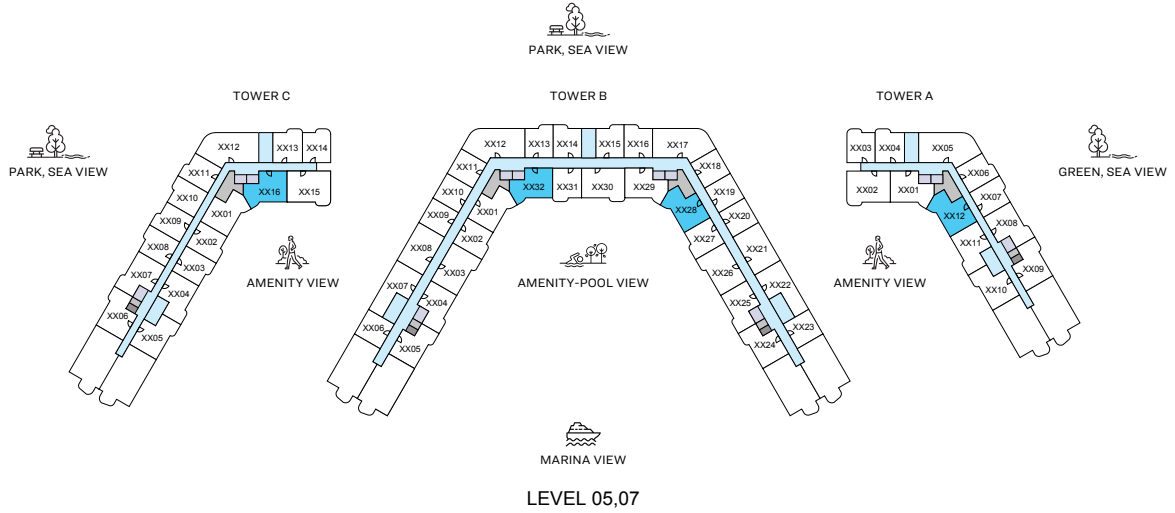 PARK, SEA VIEW
TOWER C
TOWER B
TOWER A
PARK, SEA VIEW
GREEN, SEA VIEW
XX12
XX13
XX14
XX11
XX10
XX09
XX08
XX07
XX06
XX05
XX04
XX03
XX02
XX01
XX16
XX15
XX12
XX13
XX14
XX15
XX16
XX17
XX11
XX10
XX09
XX08
XX07
XX06
XX05
XX04
XX03
XX02
XX01
XX32
XX31
XX30
XX29
XX28
XX18
XX19
XX20
XX21
XX22
XX23
XX24
XX25
XX26
XX27
XX03
XX04
XX05
XX02
XX01
XX12
XX06
XX07
XX08
XX09
XX10
XX11
AMENITY VIEW
AMENITY-POOL VIEW
AMENITY VIEW
MARINA VIEW
LEVEL 05,07